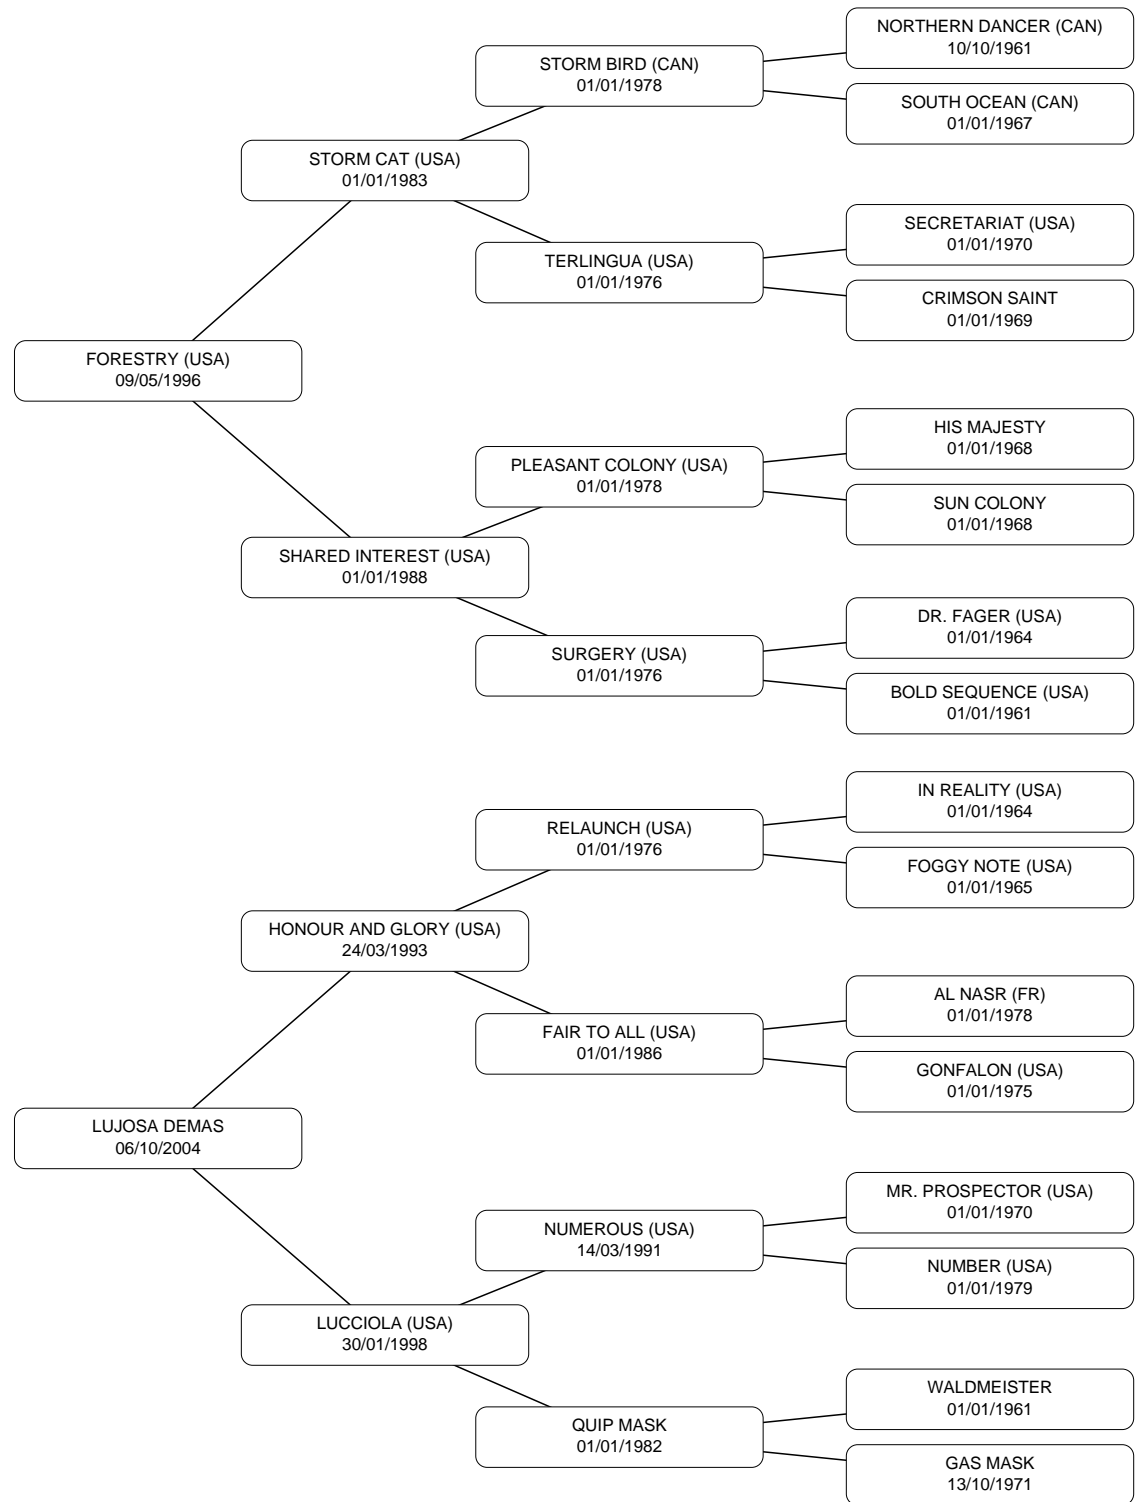 NORTHERN DANCER (CAN)
10/10/1961
STORM BIRD (CAN)
01/01/1978
SOUTH OCEAN (CAN)
01/01/1967
STORM CAT (USA)
01/01/1983
SECRETARIAT (USA)
01/01/1970
TERLINGUA (USA)
01/01/1976
CRIMSON SAINT
01/01/1969
FORESTRY (USA)
09/05/1996
HIS MAJESTY
01/01/1968
PLEASANT COLONY (USA)
01/01/1978
SUN COLONY
01/01/1968
SHARED INTEREST (USA)
01/01/1988
DR. FAGER (USA)
01/01/1964
SURGERY (USA)
01/01/1976
BOLD SEQUENCE (USA)
01/01/1961
IN REALITY (USA)
01/01/1964
RELAUNCH (USA)
01/01/1976
FOGGY NOTE (USA)
01/01/1965
HONOUR AND GLORY (USA)
24/03/1993
AL NASR (FR)
01/01/1978
FAIR TO ALL (USA)
01/01/1986
GONFALON (USA)
01/01/1975
LUJOSA DEMAS
06/10/2004
MR. PROSPECTOR (USA)
01/01/1970
NUMEROUS (USA)
14/03/1991
NUMBER (USA)
01/01/1979
LUCCIOLA (USA)
30/01/1998
WALDMEISTER
01/01/1961
QUIP MASK
01/01/1982
GAS MASK
13/10/1971